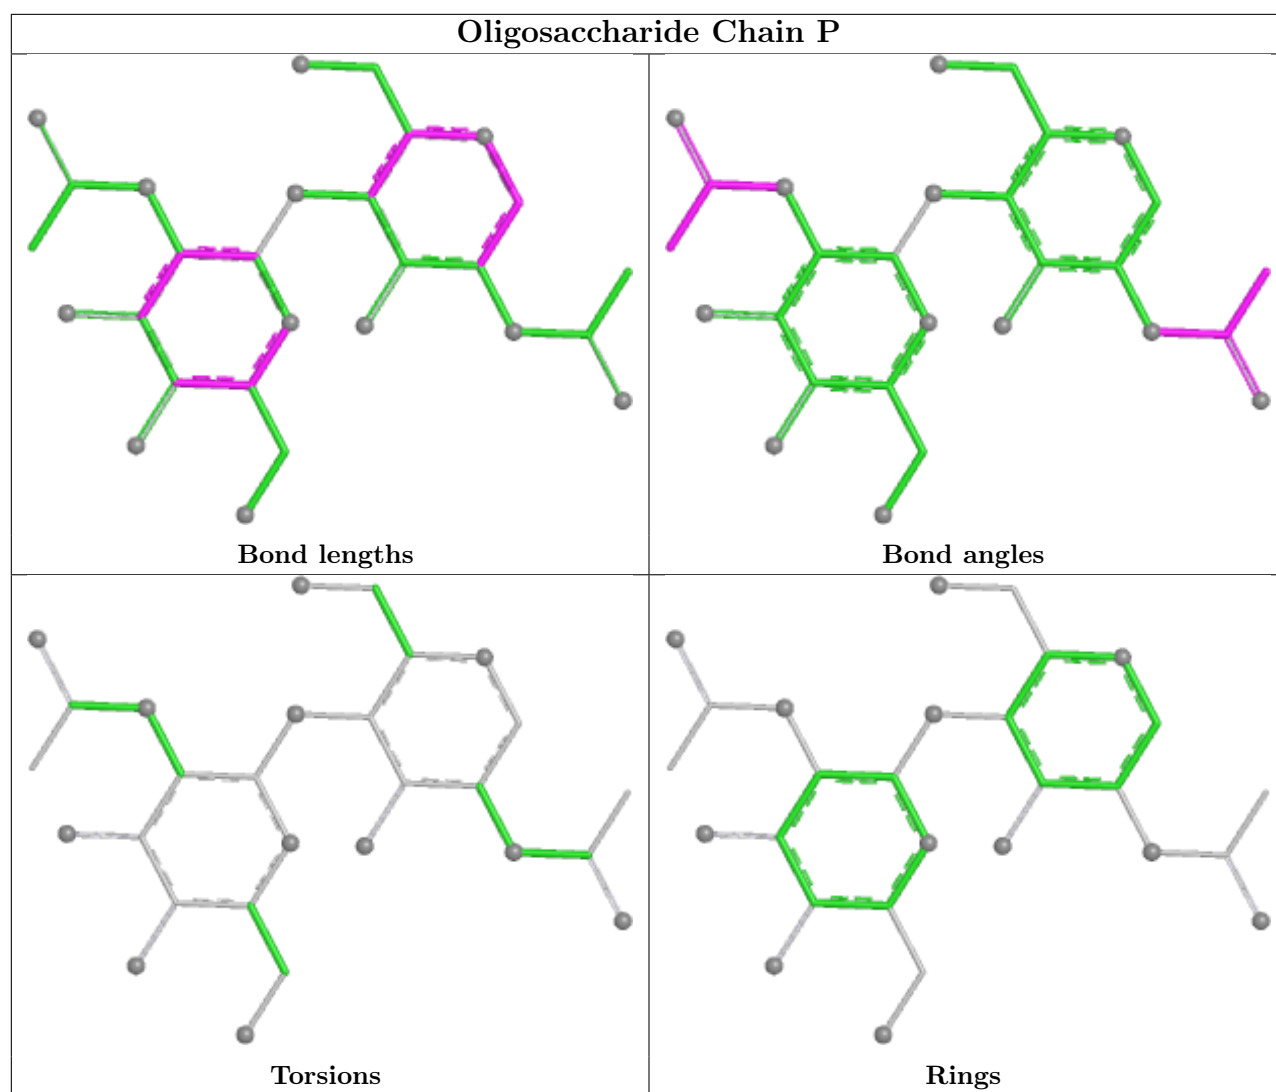 Oligosaccharide Chain P
Bond lengths
Bond angles
Torsions
Rings